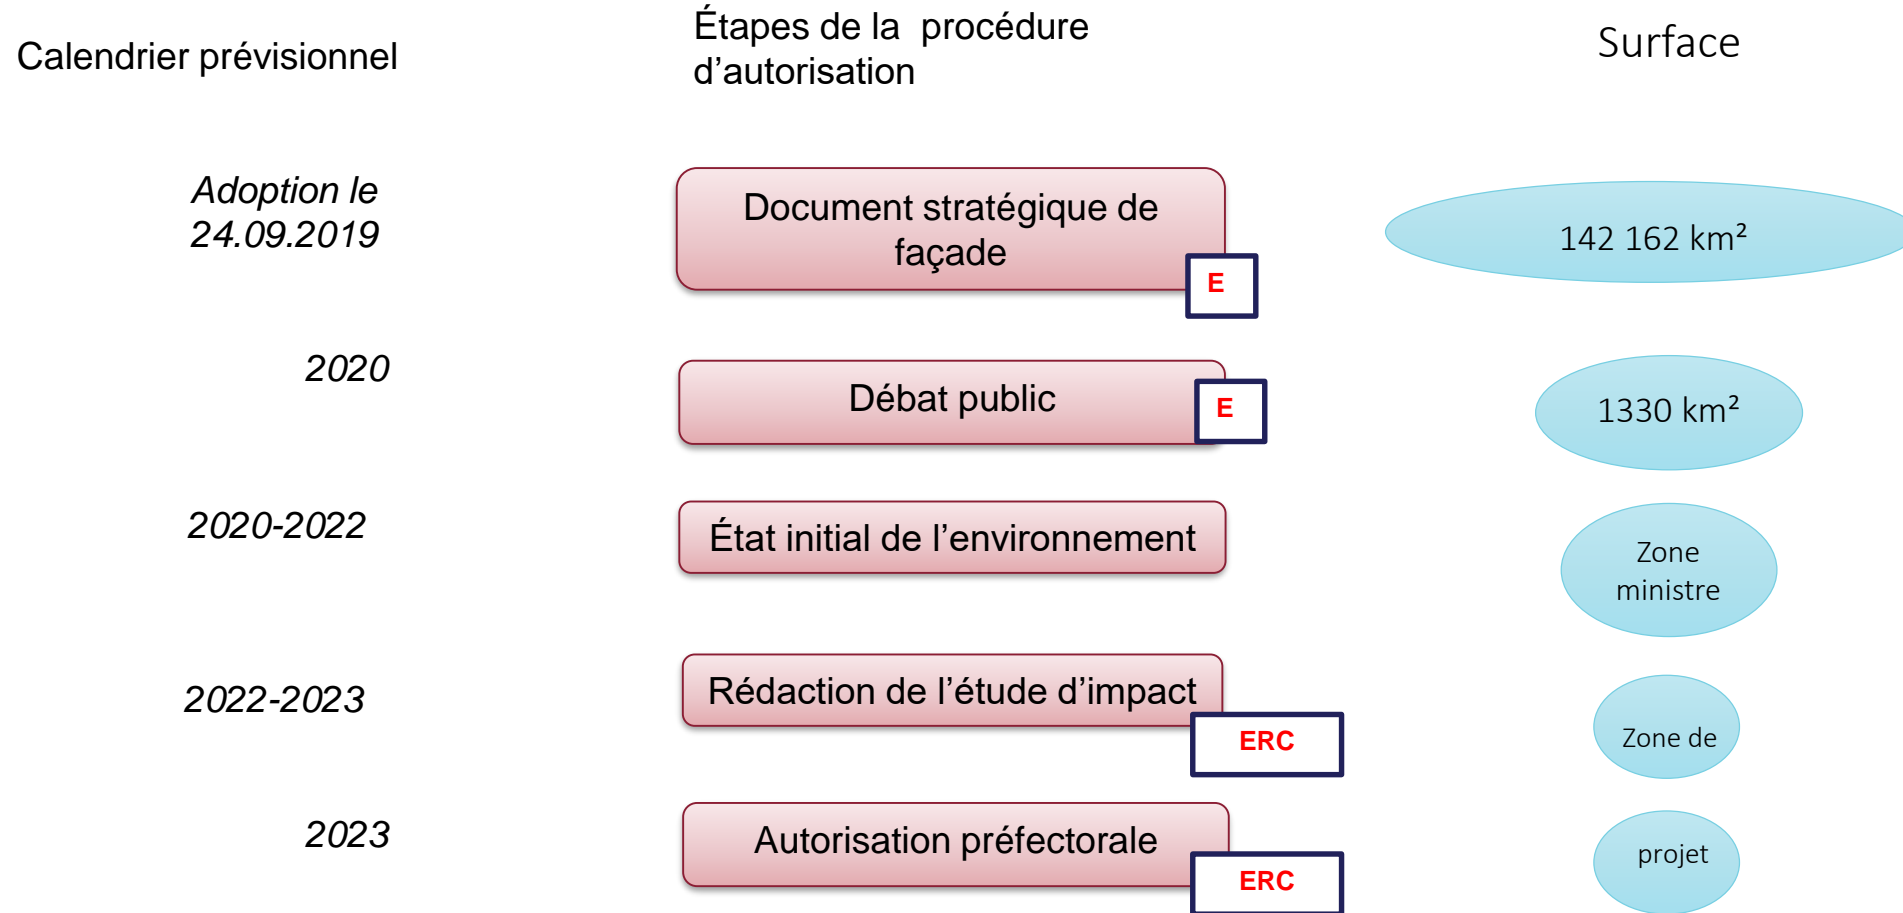 Calendrier prévisionnel
Étapes de la procédure
d’autorisation
Surface
Adoption le
24.09.2019
Document stratégique de
façade
E
142 162 km²
2020
Débat public
E
1330 km²
2020-2022
État initial de l’environnement
Zone
ministre
2022-2023
Rédaction de l’étude d’impact
ERC
Zone de
2023
Autorisation préfectorale
ERC
projet